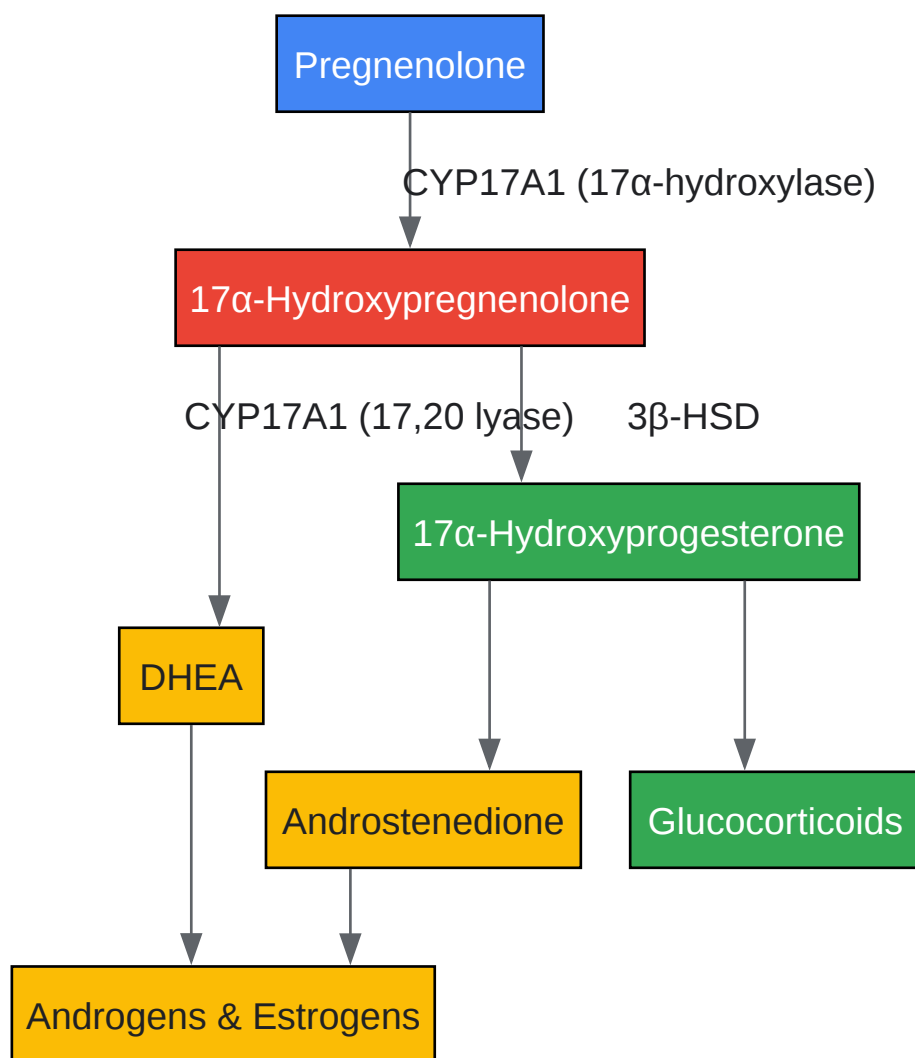 Pregnenolone
CYP17A1 (17α-hydroxylase)
17α-Hydroxypregnenolone
CYP17A1 (17,20 lyase)
3β-HSD
17α-Hydroxyprogesterone
DHEA
Androstenedione
Glucocorticoids
Androgens & Estrogens